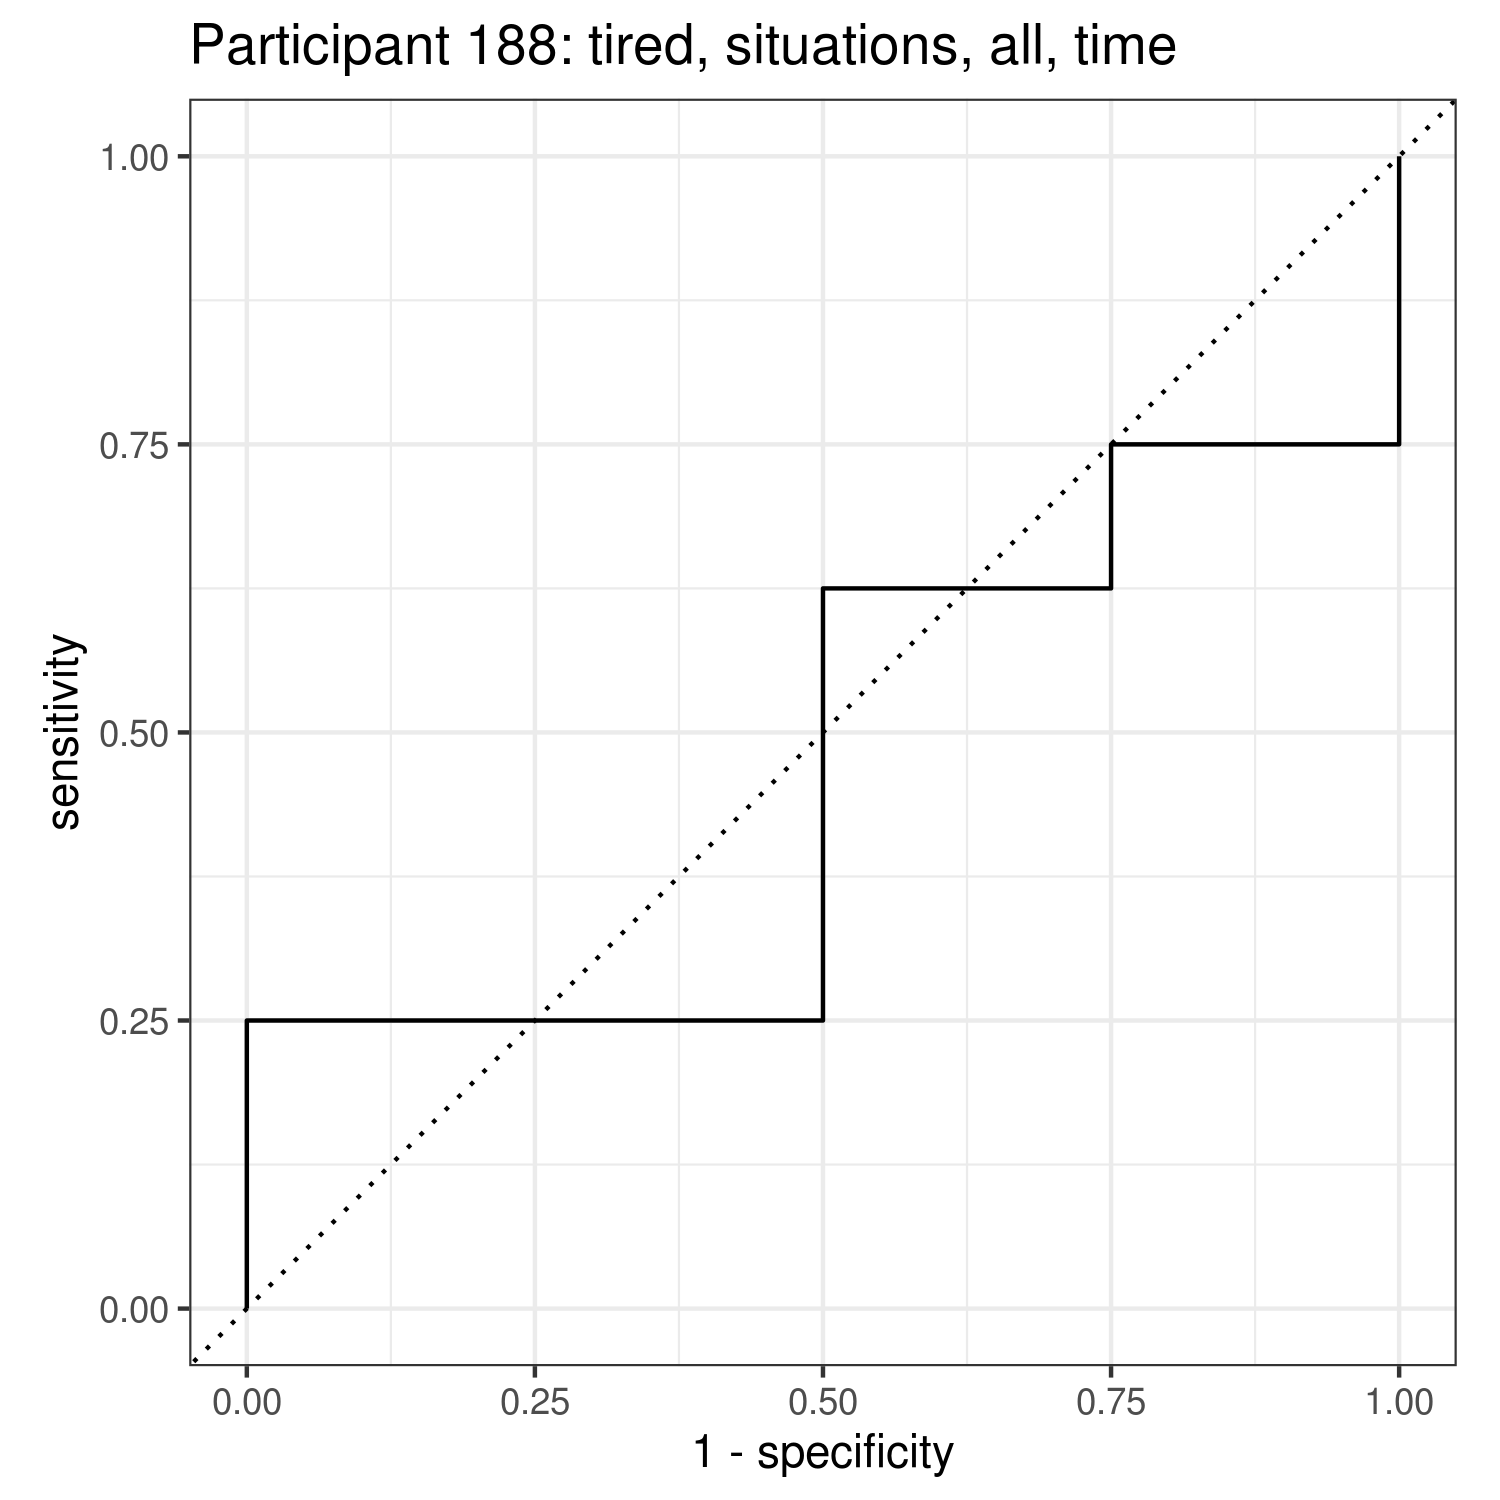 Participant 188: tired, situations, all, time
1.00
0.75
0.50
0.25
0.00
sensitivity
0.00 0.25 0.50 0.75 1.00
1 - specificity